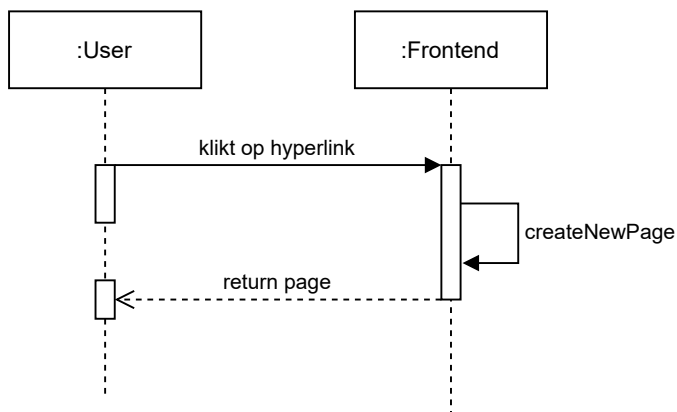 :User
:Frontend
klikt op hyperlink
createNewPage
return page